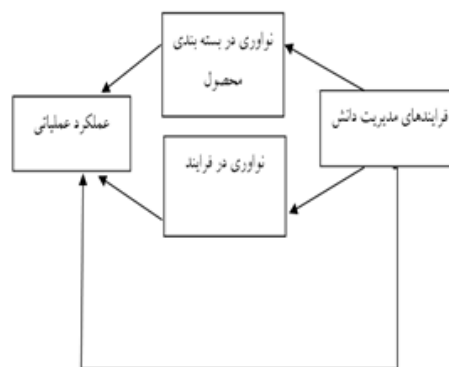 نوآوری در بسته بندی
محصول
فرایندهای مدیریت دانش
عملکرد عملیاتی
نوآوری در فرایند